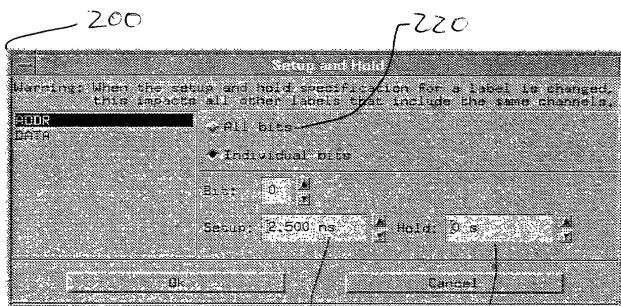 200
220
Setup and Hold
Warning: When the setup and hold specification for a label is changed,
this impacts all other labels that include the same channels.
ADDR
DATA
All bits
Individual bits
Bit: 0
Setup: 2.500 ns Hold: 0 s
Ok Cancel